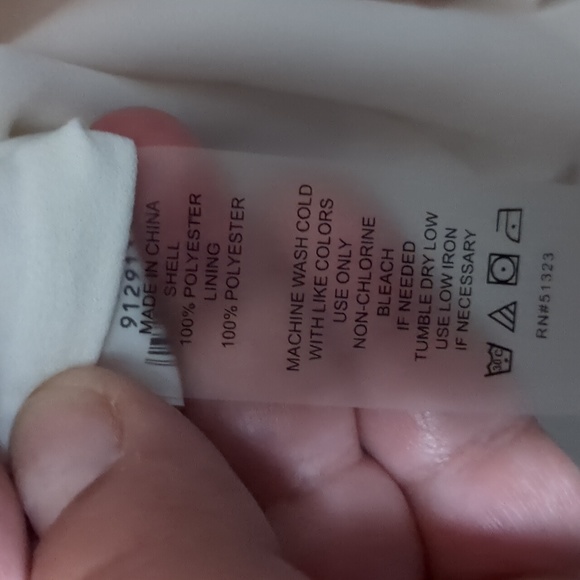 91291
MADE IN CHINA
SHELL
100% POLYESTER
LINING
100% POLYESTER
MACHINE WASH COLD
WITH LIKE COLORS
USE ONLY
NON-CHLORINE
BLEACH
IF NEEDED
TUMBLE DRY LOW
USE LOW IRON
IF NECESSARY
30°C
RN#51323